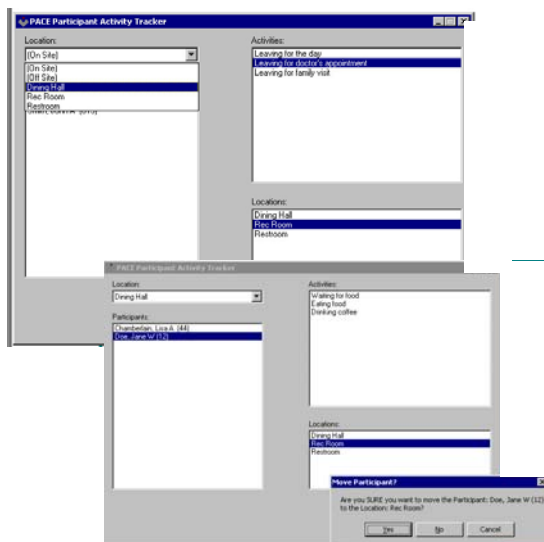 PACE Participant Activity Tracker
Location:
(On Site)
(On Site)
(Off Site)
Dining Hall
Rec Room
Restroom
Activities:
Leaving for the day
Leaving for doctor's appointment
Leaving for family visit
Locations:
Dining Hall
Rec Room
Restroom
PACE Participant Activity Tracker
Location:
Dining Hall
Participants:
Chamberlain, Lisa A. (44)
Doe, Jane W (12)
Activities:
Waiting for food
Eating food
Drinking coffee
Locations:
Dining Hall
Rec Room
Restroom
Move Participant?
Are you SURE you want to move the Participant: Doe, Jane W (12)
to the Location: Rec Room?
Yes No Cancel